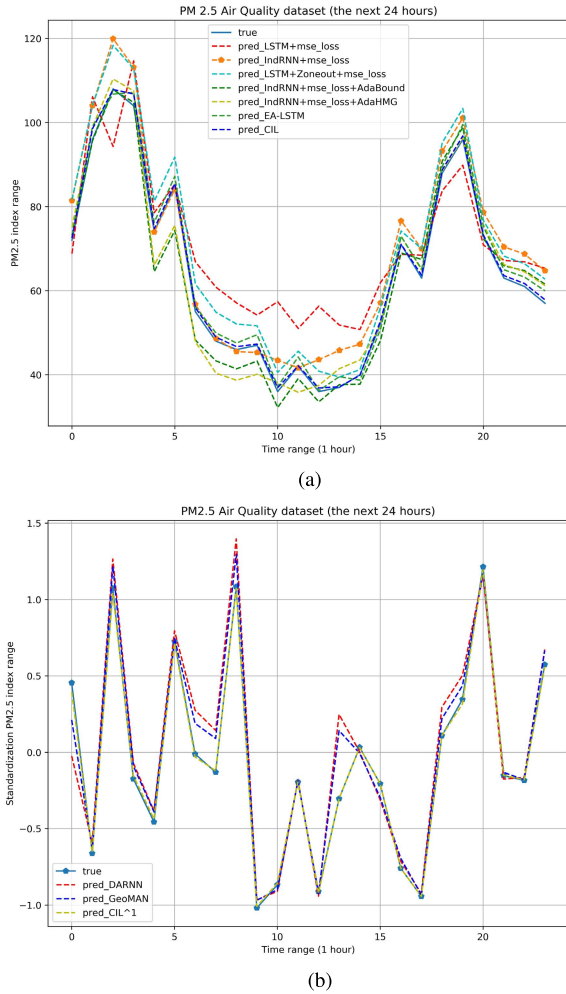 PM 2.5 Air Quality dataset (the next 24 hours)
true
pred_LSTM+mse_loss
pred_IndRNN+mse_loss
pred_LSTM+Zoneout+mse_loss
pred_IndRNN+mse_loss+AdaBound
pred_IndRNN+mse_loss+AdaHMG
pred_EA-LSTM
pred_CIL
PM2.5 index range
120
100
80
60
40
0
5
10
15
20
Time range (1 hour)
(a)
PM2.5 Air Quality dataset (the next 24 hours)
Standardization PM2.5 index range
1.5
1.0
0.5
0.0
−0.5
−1.0
true
pred_DARNN
pred_GeoMAN
pred_CIL^1
0
5
10
15
20
Time range (1 hour)
(b)